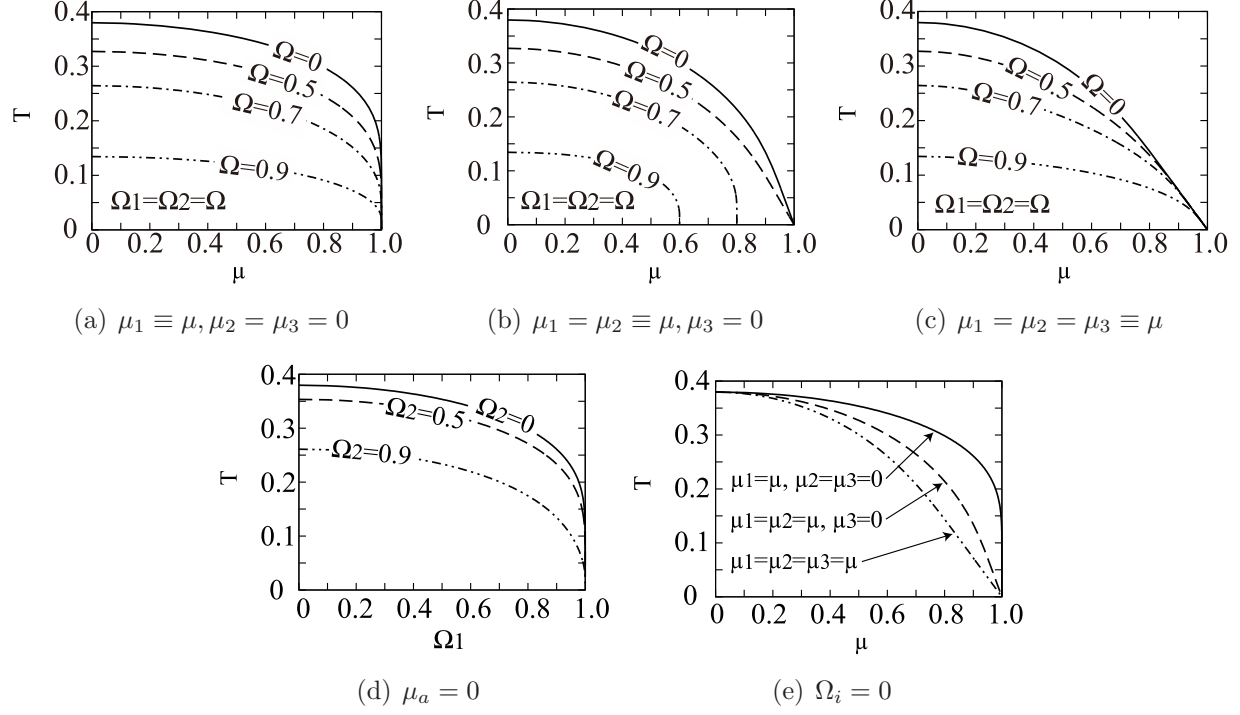 0.4
0.3
0.2
0.1
0
T
Ω=0
Ω=0.5
Ω=0.7
Ω=0.9
Ω1=Ω2=Ω
0 0.2 0.4 0.6 0.8 1.0
μ
(a) μ1 ≡ μ, μ2 = μ3 = 0
0.4
0.3
0.2
0.1
0
T
Ω=0
Ω=0.5
Ω=0.7
Ω=0.9
Ω1=Ω2=Ω
0 0.2 0.4 0.6 0.8 1.0
μ
(b) μ1 = μ2 ≡ μ, μ3 = 0
0.4
0.3
0.2
0.1
0
T
Ω=0
Ω=0.5
Ω=0.7
Ω=0.9
Ω1=Ω2=Ω
0 0.2 0.4 0.6 0.8 1.0
μ
(c) μ1 = μ2 = μ3 ≡ μ
0.4
0.3
0.2
0.1
0
T
Ω2=0
Ω2=0.5
Ω2=0.9
0 0.2 0.4 0.6 0.8 1.0
Ω1
(d) μa = 0
0.4
0.3
0.2
0.1
0
T
μ1=μ, μ2=μ3=0
μ1=μ2=μ, μ3=0
μ1=μ2=μ3=μ
0 0.2 0.4 0.6 0.8 1.0
μ
(e) Ωi = 0